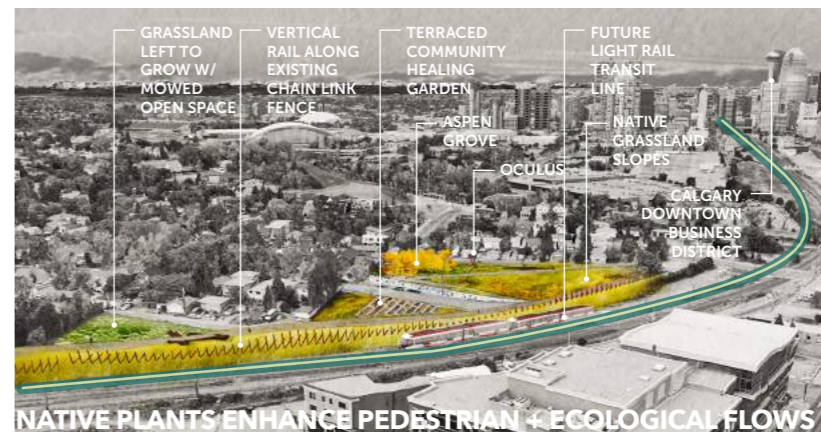 GRASSLAND
LEFT TO
GROW W/
MOWED
OPEN SPACE
VERTICAL
RAIL ALONG
EXISTING
CHAIN LINK
FENCE
TERRACED
COMMUNITY
HEALING
GARDEN
ASPEN
GROVE
OCULUS
FUTURE
LIGHT RAIL
TRANSIT
LINE
NATIVE
GRASSLAND
SLOPES
CALGARY
DOWNTOWN
BUSINESS
DISTRICT
NATIVE PLANTS ENHANCE PEDESTRIAN + ECOLOGICAL FLOWS